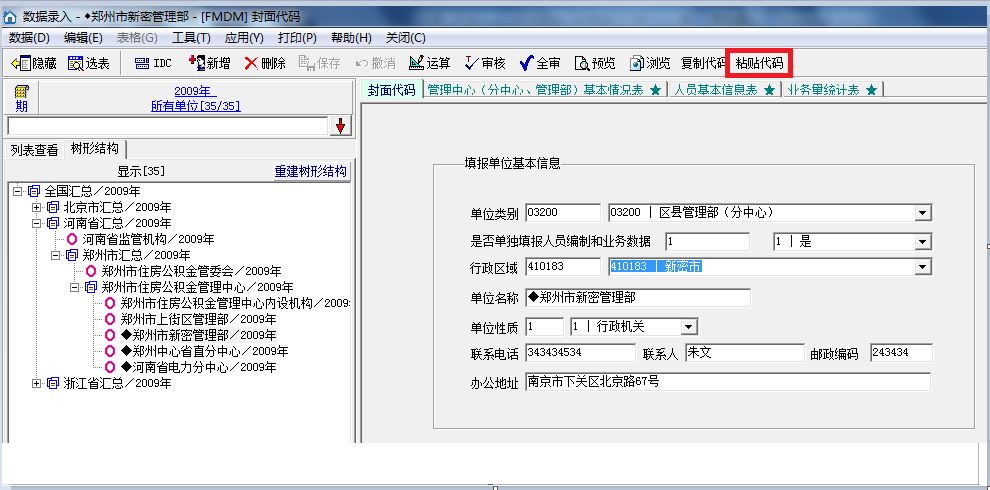 数据录入 - ◆郑州市新密管理部 - [FMDM] 封面代码
数据(D) 编辑(E) 表格(G) 工具(T) 应用(Y) 打印(P) 帮助(H) 关闭(C)
隐藏 选表 IDC 新增 删除 保存 撤消 运算 审核 全审 预览 浏览 复制代码 粘贴代码
期 2009年
所有单位[35/35]
封面代码 管理中心（分中心、管理部）基本情况表 ★ 人员基本信息表 ★ 业务量统计表 ★
列表查看 树形结构
显示[35] 重建树形结构
全国汇总／2009年
北京市汇总／2009年
河南省汇总／2009年
河南省监管机构／2009年
郑州市汇总／2009年
郑州市住房公积金管委会／2009年
郑州市住房公积金管理中心／2009年
郑州市住房公积金管理中心内设机构／2009
郑州市上街区管理部／2009年
◆郑州市新密管理部／2009年
◆郑州中心省直分中心／2009年
◆河南省电力分中心／2009年
浙江省汇总／2009年
填报单位基本信息
单位类别 03200 03200 | 区县管理部（分中心）
是否单独填报人员编制和业务数据 1 1 | 是
行政区域 410183 410183 | 新密市
单位名称 ◆郑州市新密管理部
单位性质 1 1 | 行政机关
联系电话 343434534 联系人 朱文 邮政编码 243434
办公地址 南京市下关区北京路67号